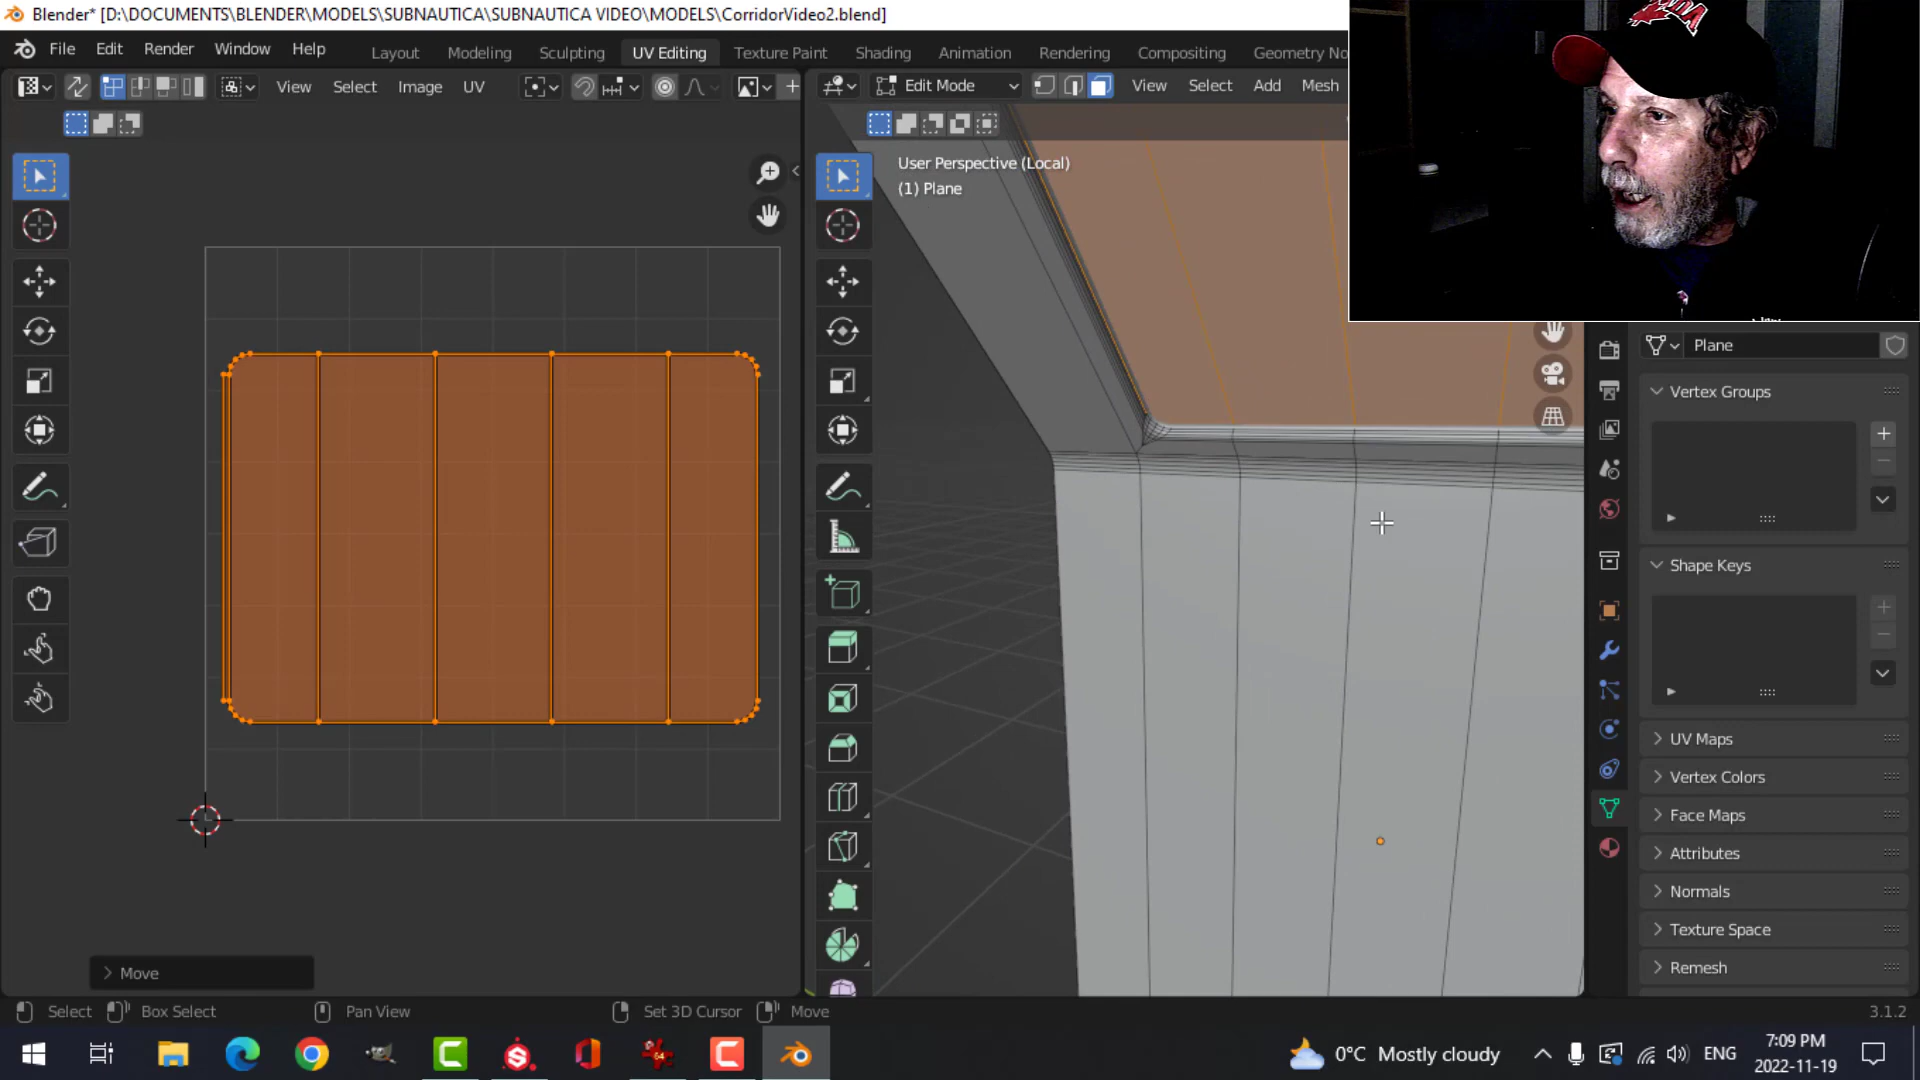 Blender* [D:\DOCUMENTS\BLENDER\MODELS\SUBNAUTICA\SUBNAUTICA VIDEO\MODELS\CorridorVideo2.blend]
File Edit Render Window Help Layout Modeling Sculpting UV Editing Texture Paint Shading Animation Rendering Compositing Geometry No
View Select Image UV Edit Mode View Select Add Mesh
User Perspective (Local)
(1) Plane
Plane
Vertex Groups
Shape Keys
UV Maps
Vertex Colors
Face Maps
Attributes
Normals
Texture Space
Remesh
Move
Select Box Select Pan View Set 3D Cursor Move 3.1.2
0°C Mostly cloudy ENG 7:09 PM
2022-11-19